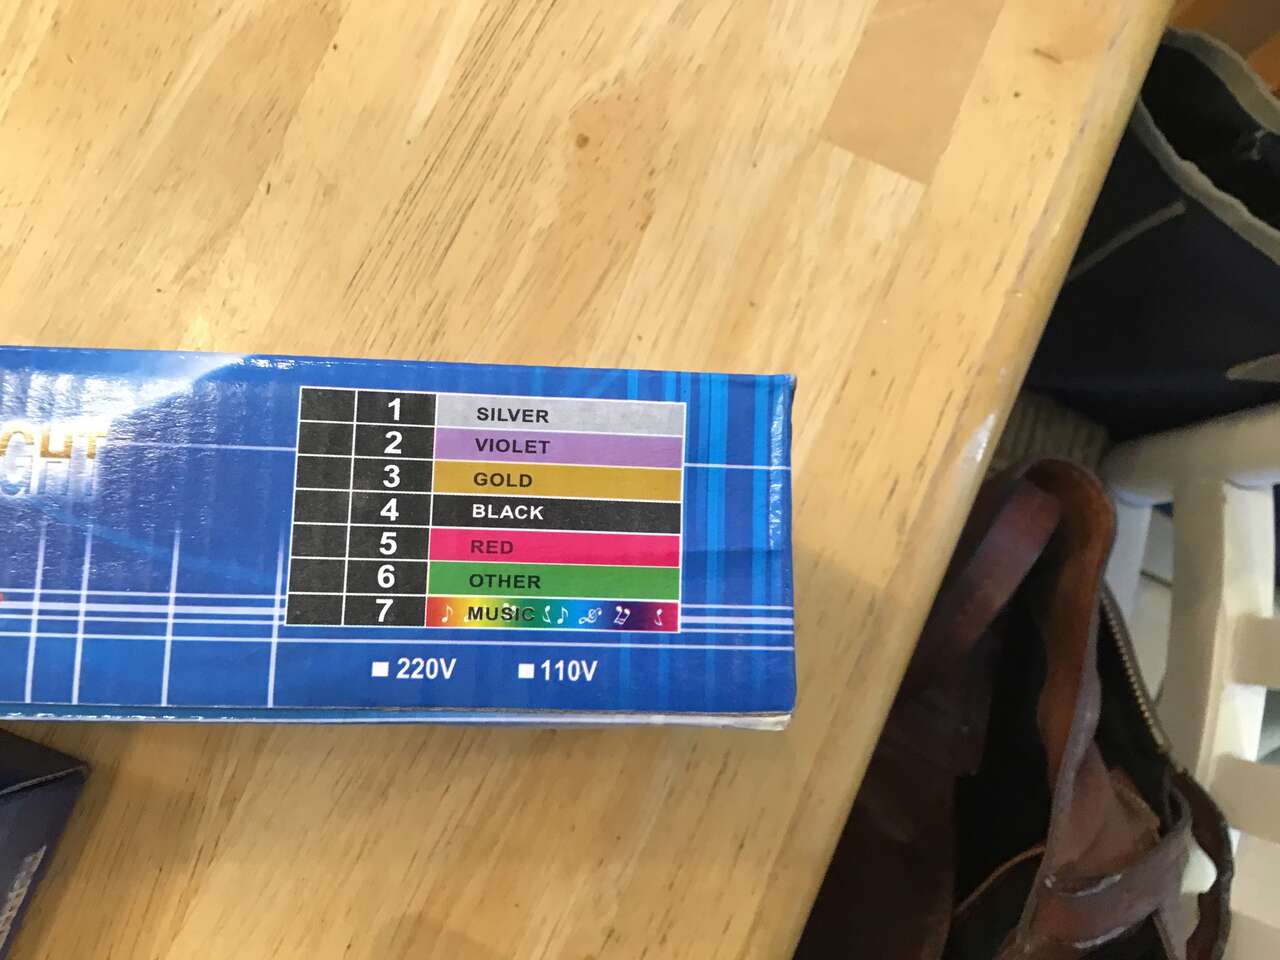 1 SILVER
2 VIOLET
3 GOLD
4 BLACK
5 RED
6 OTHER
7 MUSIC
220V 110V